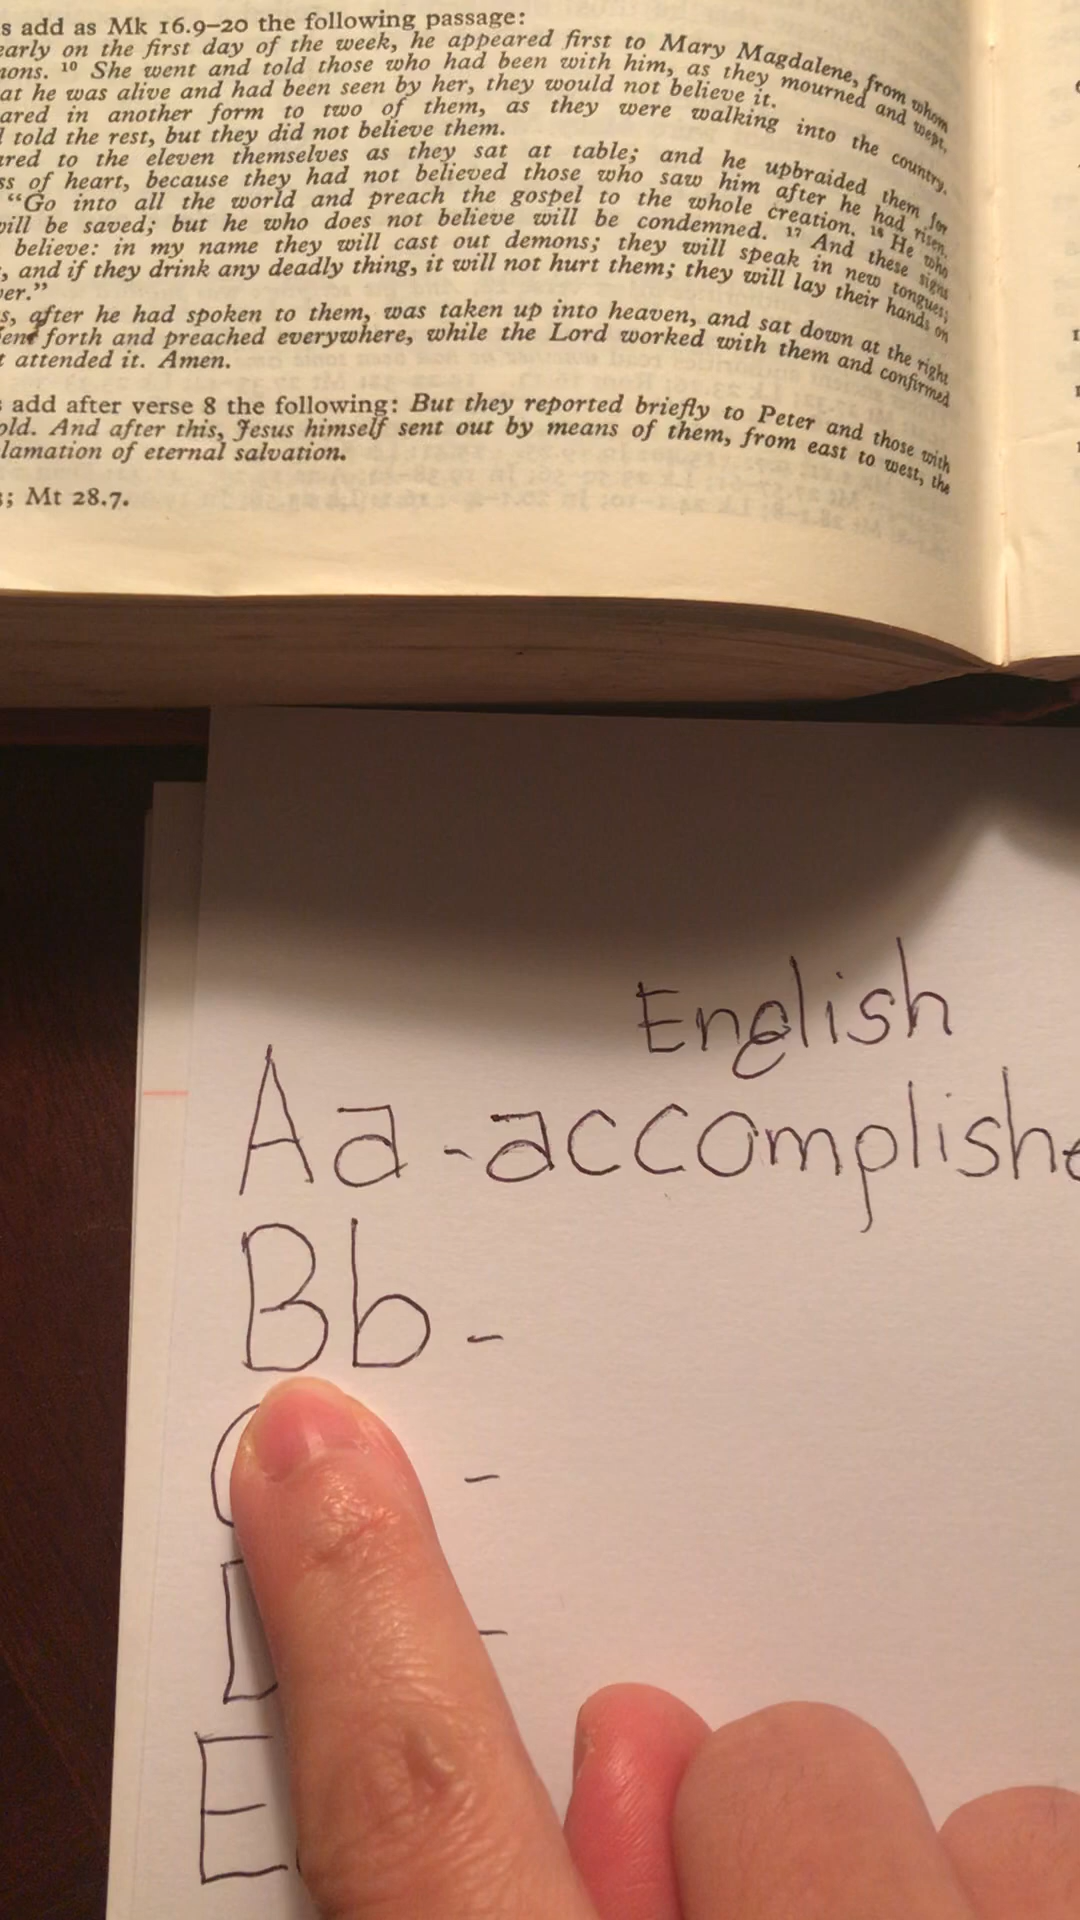 s add as Mk 16.9–20 the following passage:
early on the first day of the week, he appeared first to Mary Magdalene, from whom
mons. 10 She went and told those who had been with him, as they mourned and wept.
at he was alive and had been seen by her, they would not believe it.
ared in another form to two of them, as they were walking into the country.
told the rest, but they did not believe them.
ared to the eleven themselves as they sat at table; and he upbraided them for
ss of heart, because they had not believed those who saw him after he had risen.
“Go into all the world and preach the gospel to the whole creation. 16 He who
will be saved; but he who does not believe will be condemned. 17 And these signs
believe: in my name they will cast out demons; they will speak in new tongues;
, and if they drink any deadly thing, it will not hurt them; they will lay their hands on
ver.”
s, after he had spoken to them, was taken up into heaven, and sat down at the right
ent forth and preached everywhere, while the Lord worked with them and confirmed
t attended it. Amen.
s add after verse 8 the following: But they reported briefly to Peter and those with
old. And after this, Jesus himself sent out by means of them, from east to west, the
lamation of eternal salvation.
; Mt 28.7.
English
Aa - accomplishe
Bb -
-
-
E